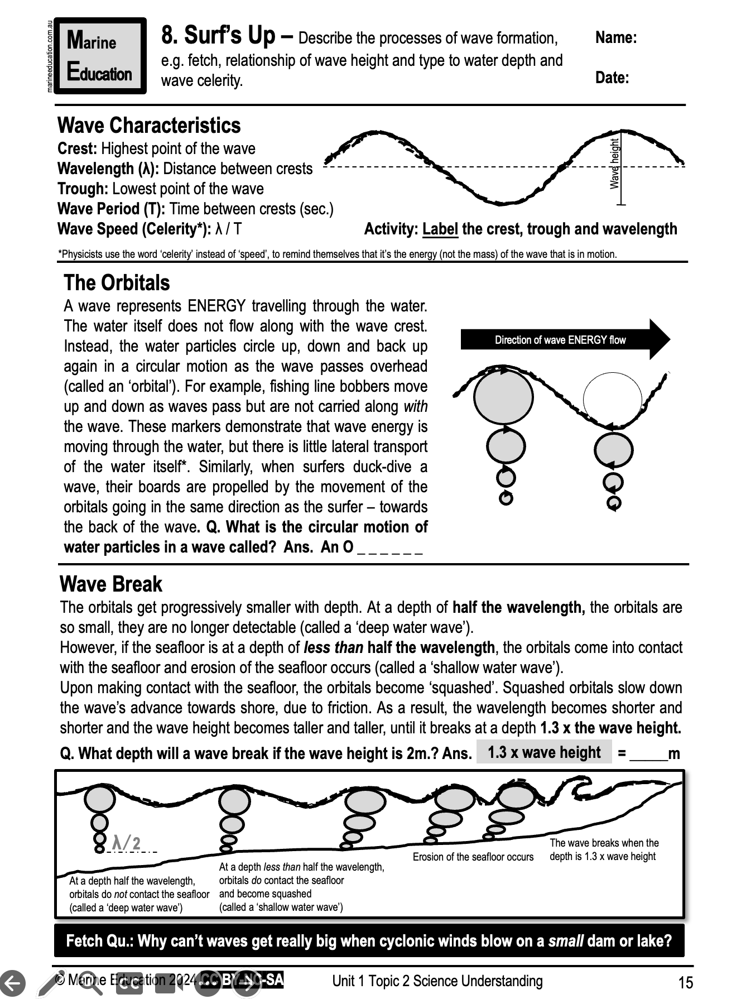 marineeducation.com.au
Marine
Education
8. Surf’s Up – Describe the processes of wave formation,
e.g. fetch, relationship of wave height and type to water depth and
wave celerity.
Name:
Date:
Wave Characteristics
Crest: Highest point of the wave
Wavelength (λ): Distance between crests
Trough: Lowest point of the wave
Wave Period (T): Time between crests (sec.)
Wave Speed (Celerity*): λ / T
Wave height
Activity: Label the crest, trough and wavelength
*Physicists use the word ‘celerity’ instead of ‘speed’, to remind themselves that it’s the energy (not the mass) of the wave that is in motion.
The Orbitals
A wave represents ENERGY travelling through the water.
The water itself does not flow along with the wave crest.
Instead, the water particles circle up, down and back up
again in a circular motion as the wave passes overhead
(called an ‘orbital’). For example, fishing line bobbers move
up and down as waves pass but are not carried along with
the wave. These markers demonstrate that wave energy is
moving through the water, but there is little lateral transport
of the water itself*. Similarly, when surfers duck-dive a
wave, their boards are propelled by the movement of the
orbitals going in the same direction as the surfer – towards
the back of the wave. Q. What is the circular motion of
water particles in a wave called? Ans. An O _ _ _ _ _ _
Direction of wave ENERGY flow
Wave Break
The orbitals get progressively smaller with depth. At a depth of half the wavelength, the orbitals are
so small, they are no longer detectable (called a ‘deep water wave’).
However, if the seafloor is at a depth of less than half the wavelength, the orbitals come into contact
with the seafloor and erosion of the seafloor occurs (called a ‘shallow water wave’).
Upon making contact with the seafloor, the orbitals become ‘squashed’. Squashed orbitals slow down
the wave’s advance towards shore, due to friction. As a result, the wavelength becomes shorter and
shorter and the wave height becomes taller and taller, until it breaks at a depth 1.3 x the wave height.
Q. What depth will a wave break if the wave height is 2m.? Ans. 1.3 x wave height = _____m
λ/2
At a depth half the wavelength,
orbitals do not contact the seafloor
(called a ‘deep water wave’)
At a depth less than half the wavelength,
orbitals do contact the seafloor
and become squashed
(called a ‘shallow water wave’)
Erosion of the seafloor occurs
The wave breaks when the
depth is 1.3 x wave height
Fetch Qu.: Why can’t waves get really big when cyclonic winds blow on a small dam or lake?
© Marine Education 2024 CC BY-NC-SA
CC
Unit 1 Topic 2 Science Understanding
15